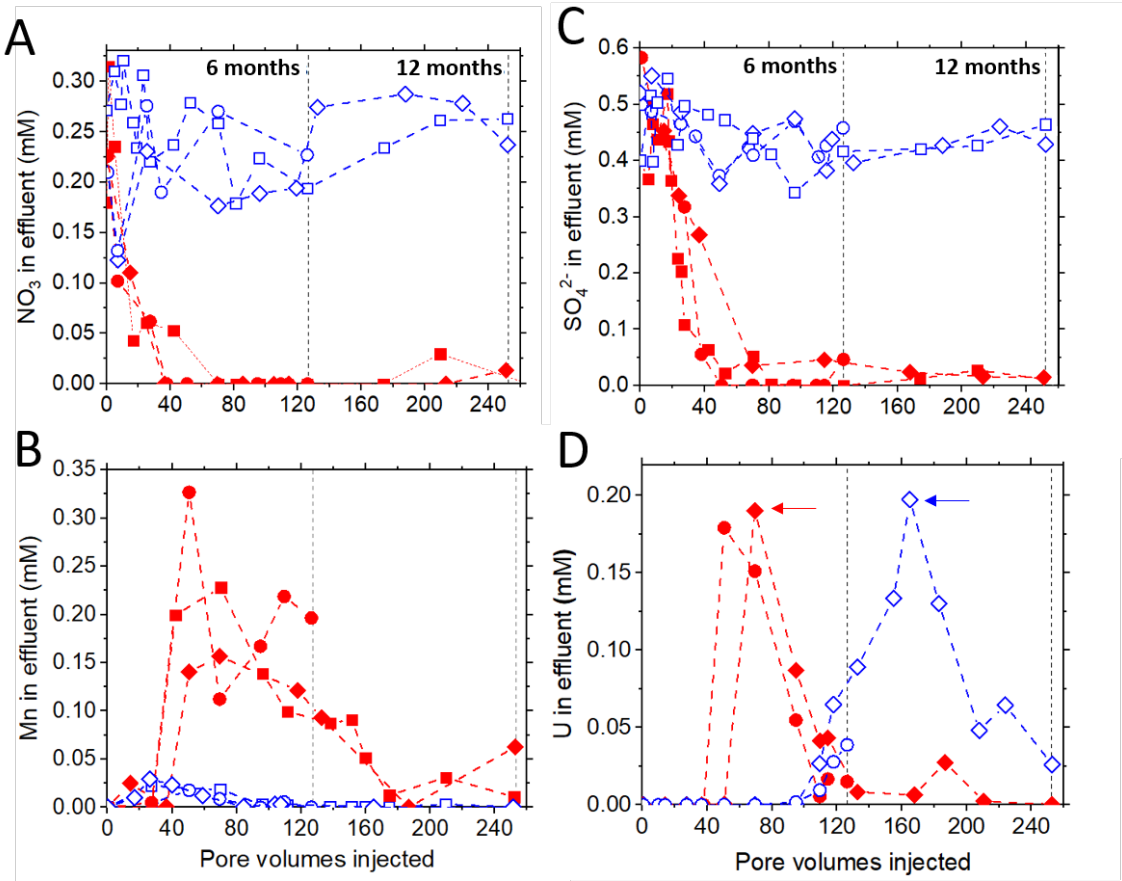 A
NO3 in effluent (mM)
0.30
0.25
0.20
0.15
0.10
0.05
0.00
6 months
12 months
0 40 80 120 160 200 240
C
SO4^2- in effluent (mM)
0.6
0.5
0.4
0.3
0.2
0.1
0.0
6 months
12 months
0 40 80 120 160 200 240
B
Mn in effluent (mM)
0.35
0.30
0.25
0.20
0.15
0.10
0.05
0.00
0 40 80 120 160 200 240
Pore volumes injected
D
U in effluent (mM)
0.20
0.15
0.10
0.05
0.00
0 40 80 120 160 200 240
Pore volumes injected